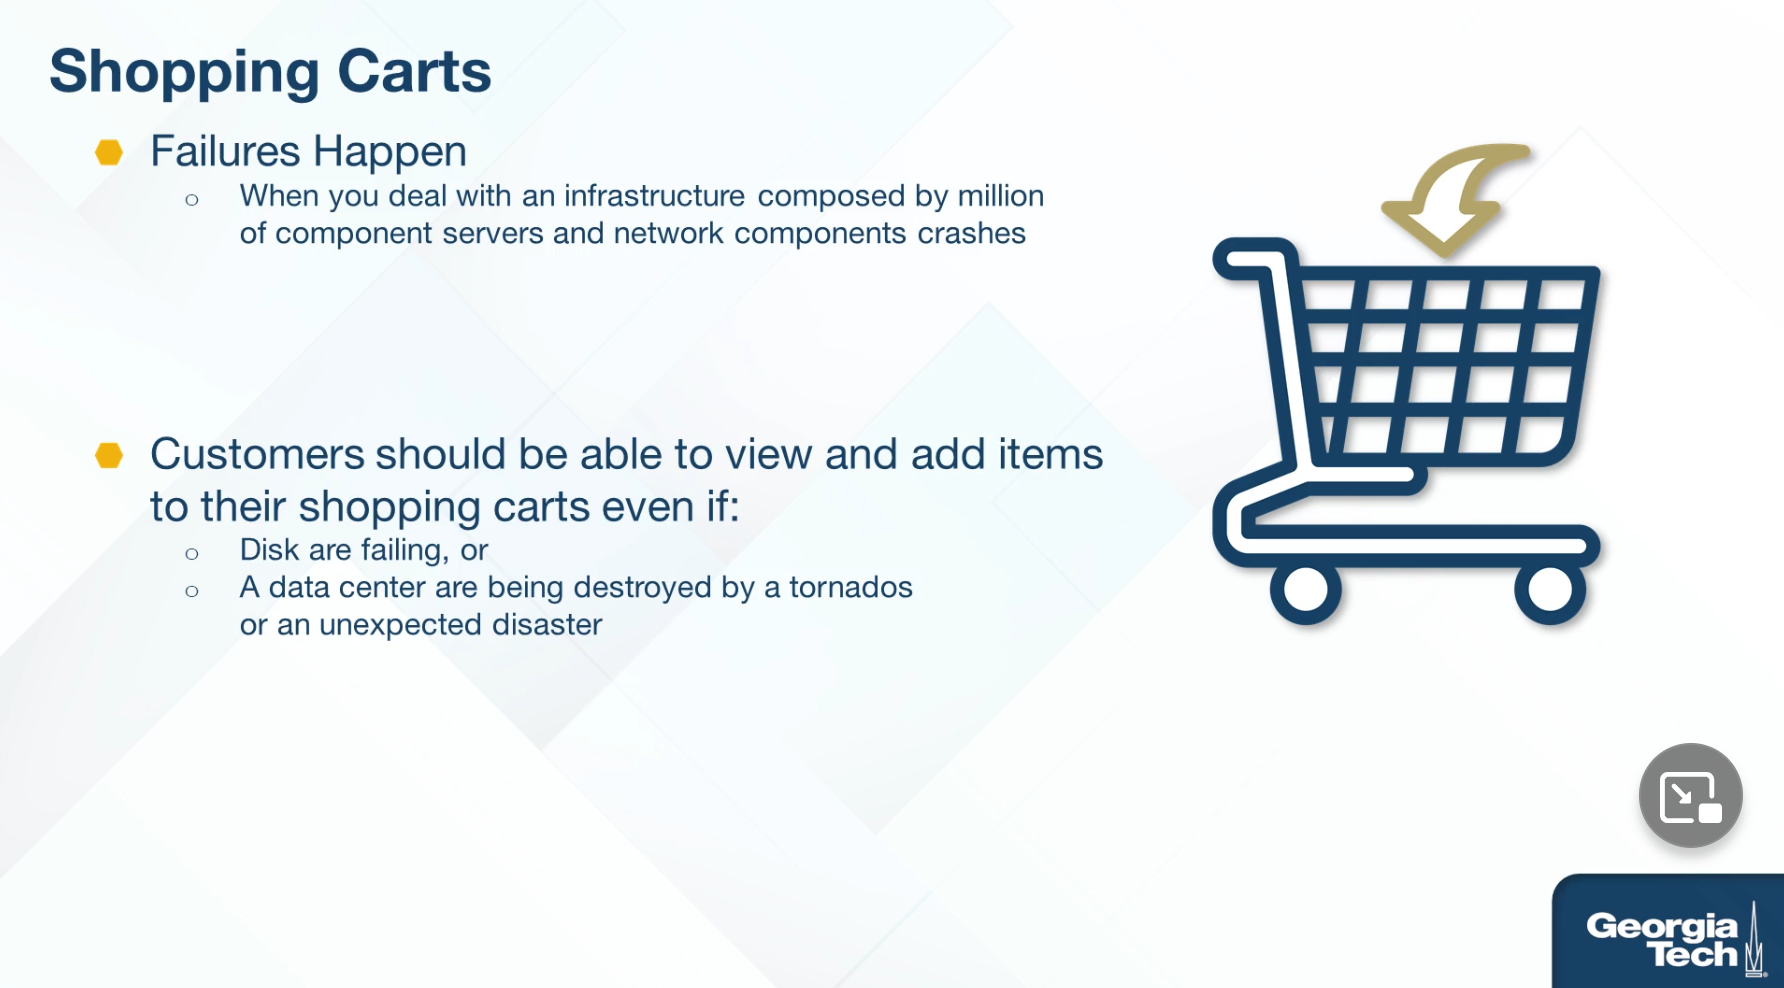 Shopping Carts
Failures Happen
When you deal with an infrastructure composed by million
of component servers and network components crashes
Customers should be able to view and add items
to their shopping carts even if:
Disk are failing, or
A data center are being destroyed by a tornados
or an unexpected disaster
Georgia
Tech